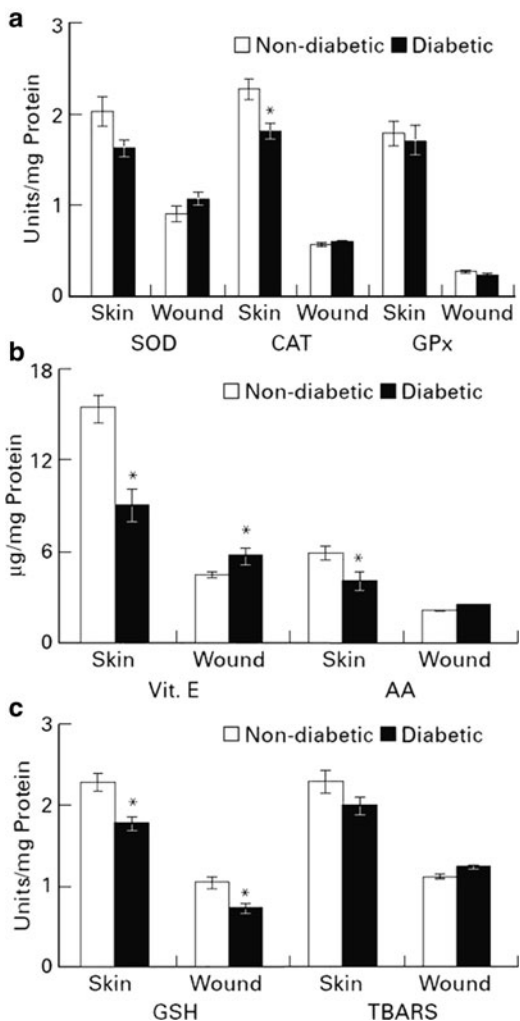 a
3
Non-diabetic Diabetic
2
*
1
0
Units/mg Protein
Skin Wound Skin Wound Skin Wound
SOD CAT GPx
b
18
Non-diabetic Diabetic
12
*
*
6
*
0
µg/mg Protein
Skin Wound Skin Wound
Vit. E AA
c
3
Non-diabetic Diabetic
2
*
1
*
0
Units/mg Protein
Skin Wound Skin Wound
GSH TBARS